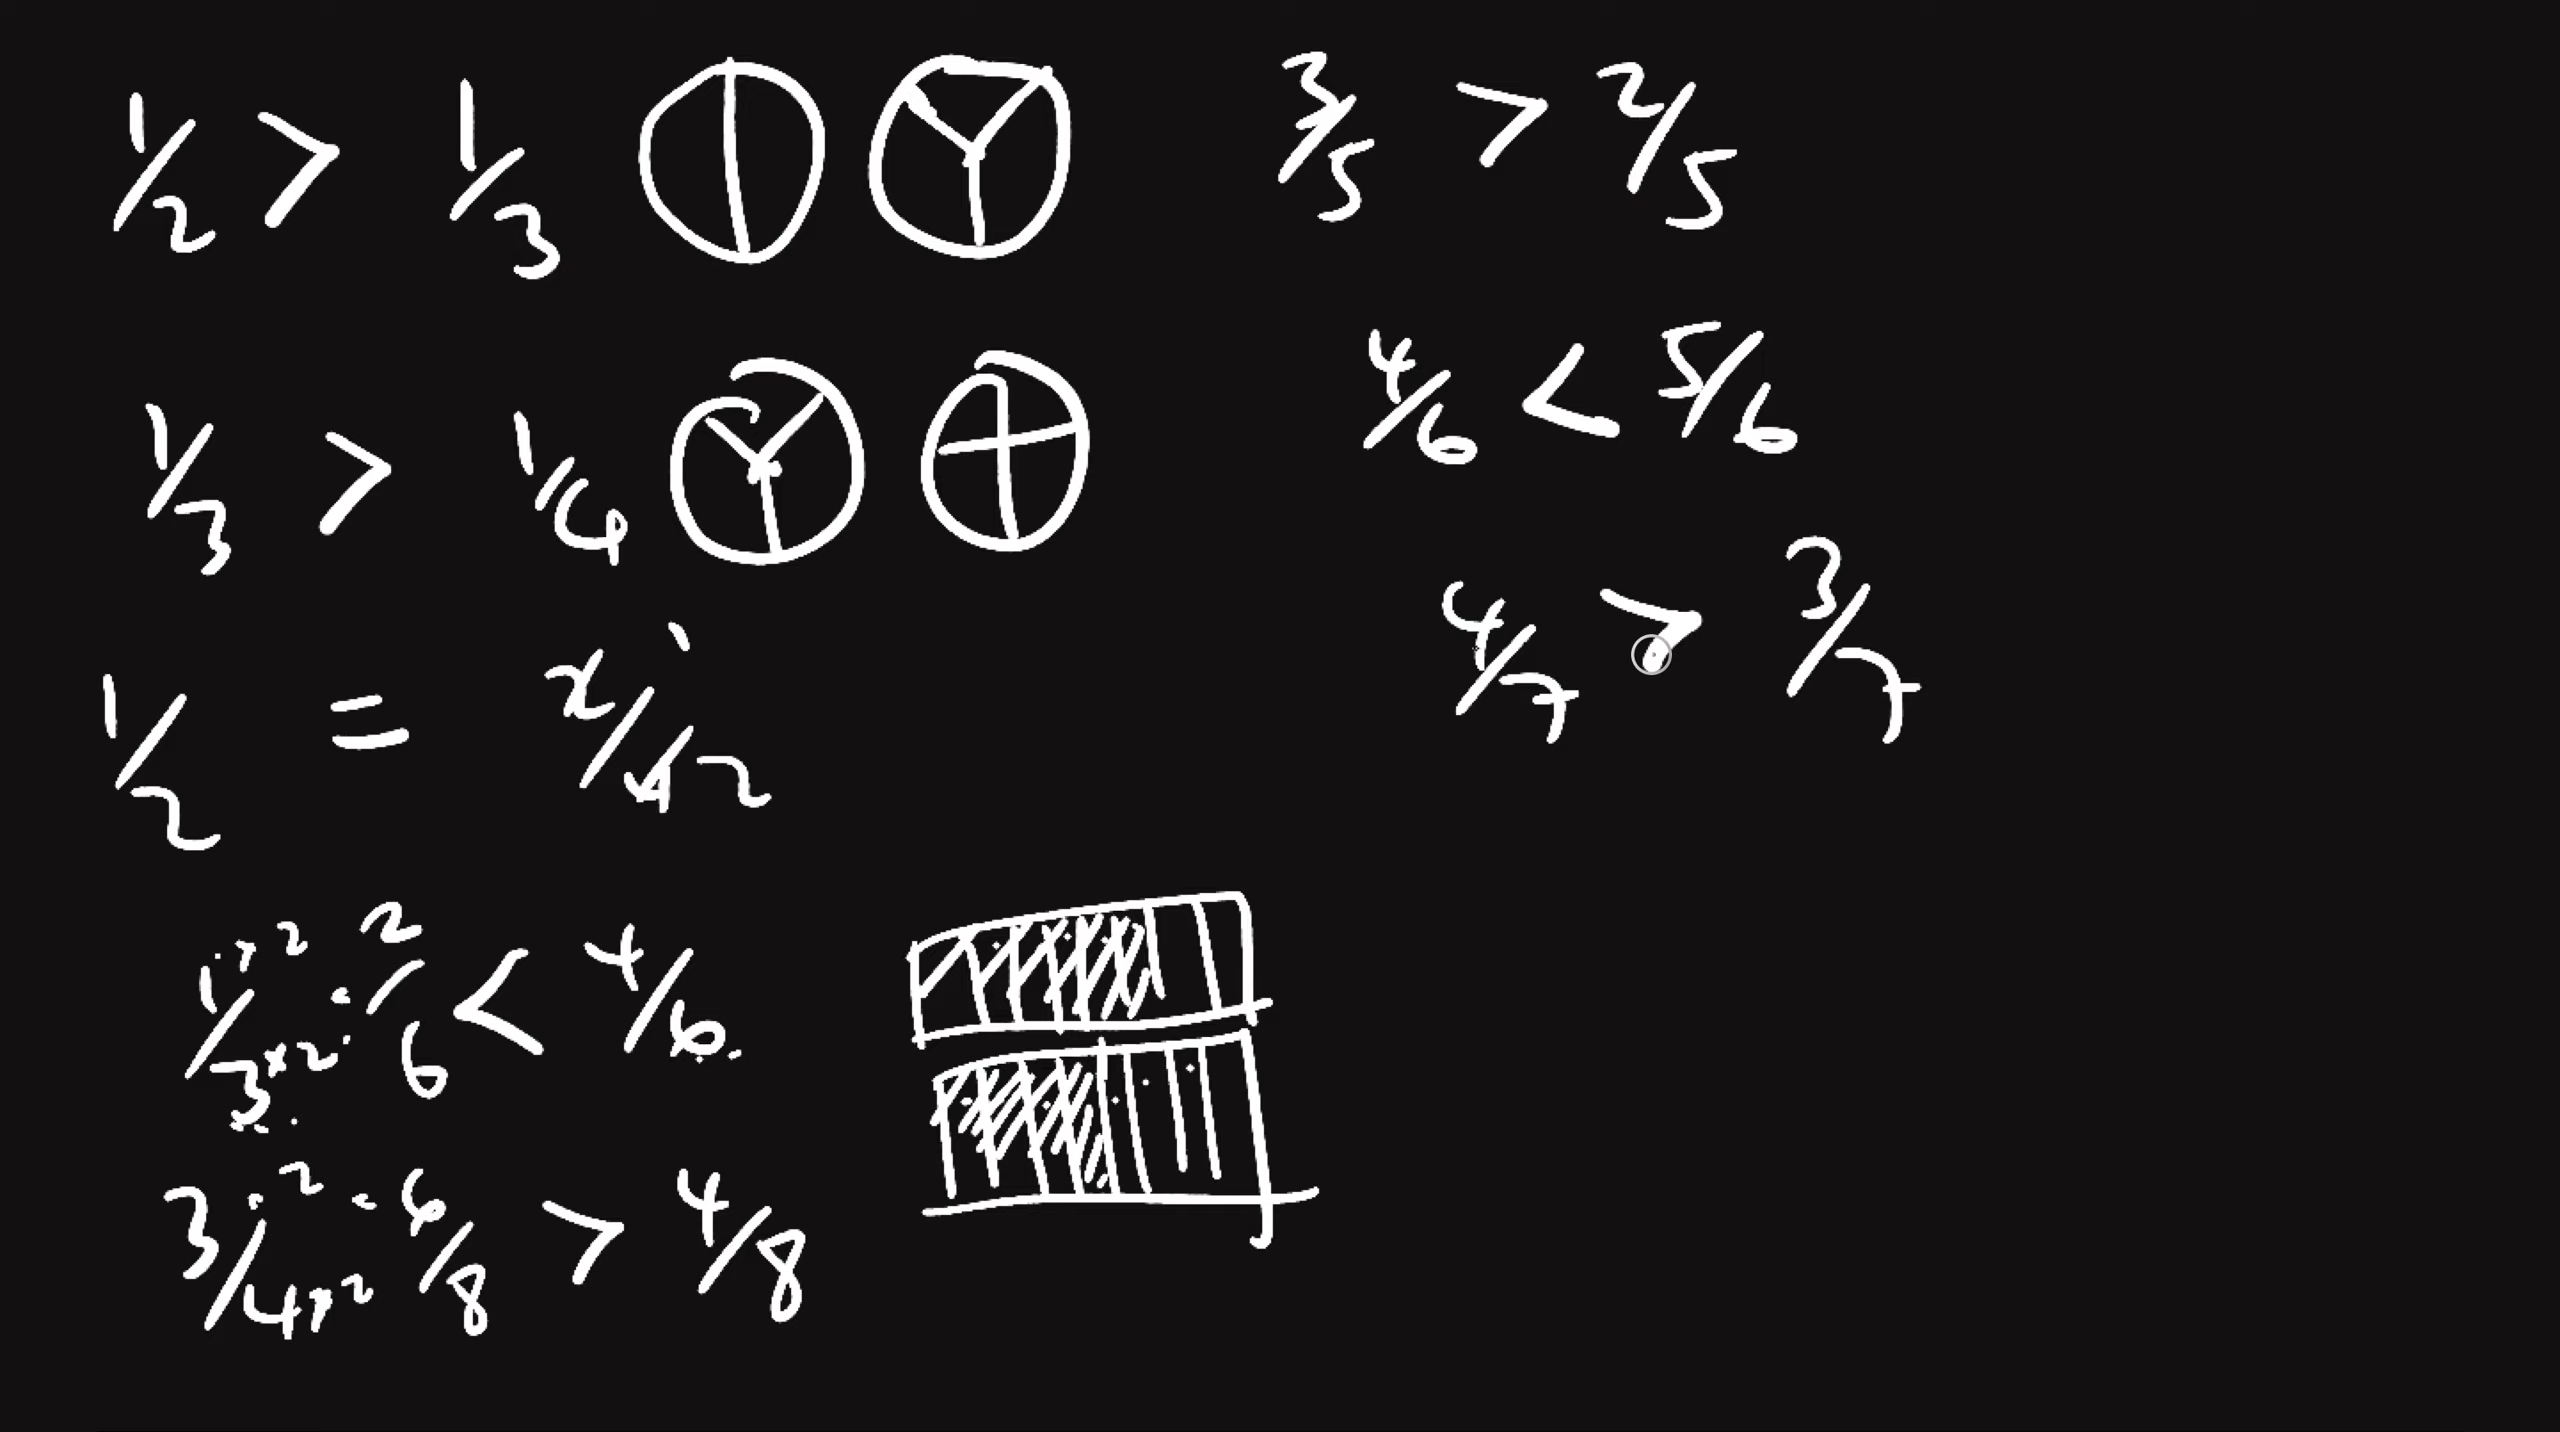 1/2 > 1/3
1/3 > 1/4
1/2 =
1/3 ×2 ×2 = 2/6 < 4/6
3/4 ×2 ×2 = 6/8 > 4/8
3/5 > 2/5
4/6 < 5/6
4/7 > 3/7